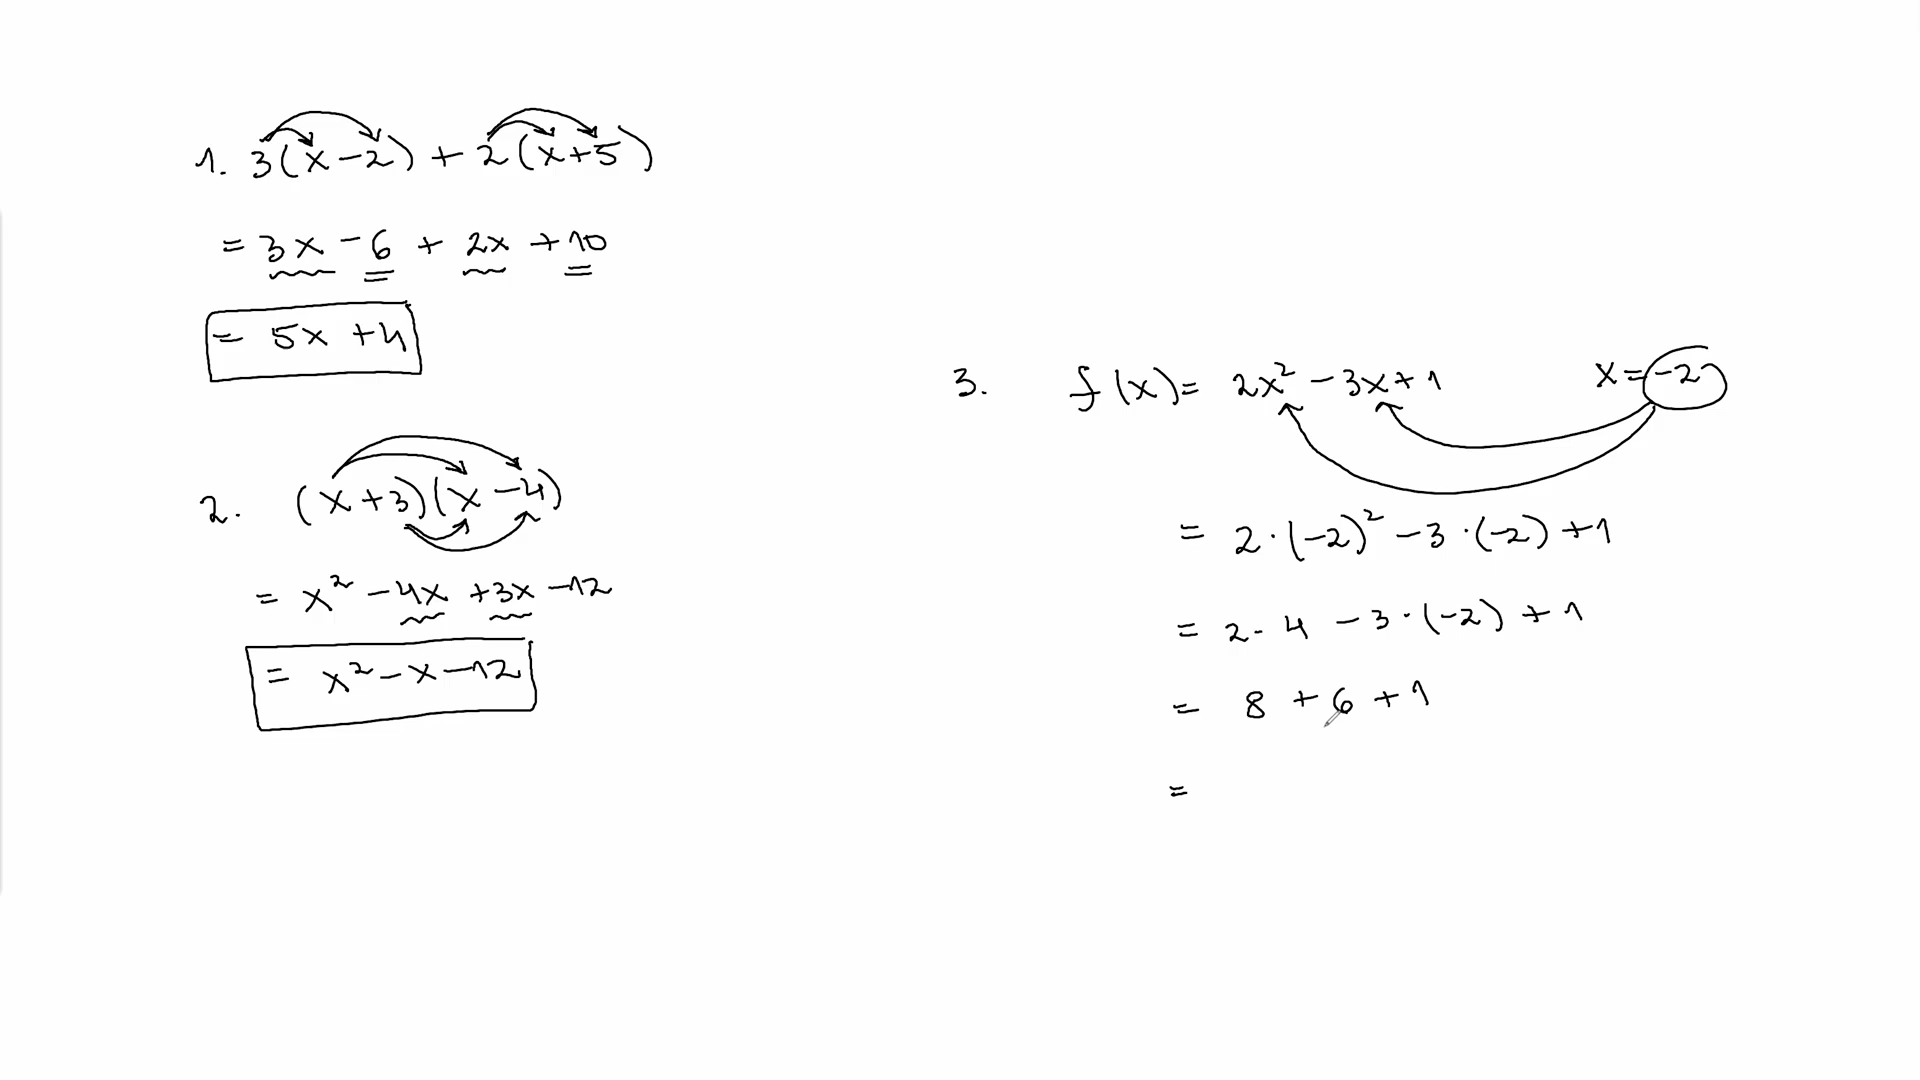 1. 3(x-2) + 2(x+5)
= 3x - 6 + 2x + 10
= 5x + 4
2. (x+3)(x-4)
= x² - 4x + 3x - 12
= x² - x - 12
3. f(x) = 2x² - 3x + 1 x = -2
= 2·(-2)² - 3·(-2) + 1
= 2·4 - 3·(-2) + 1
= 8 + 6 + 1
=